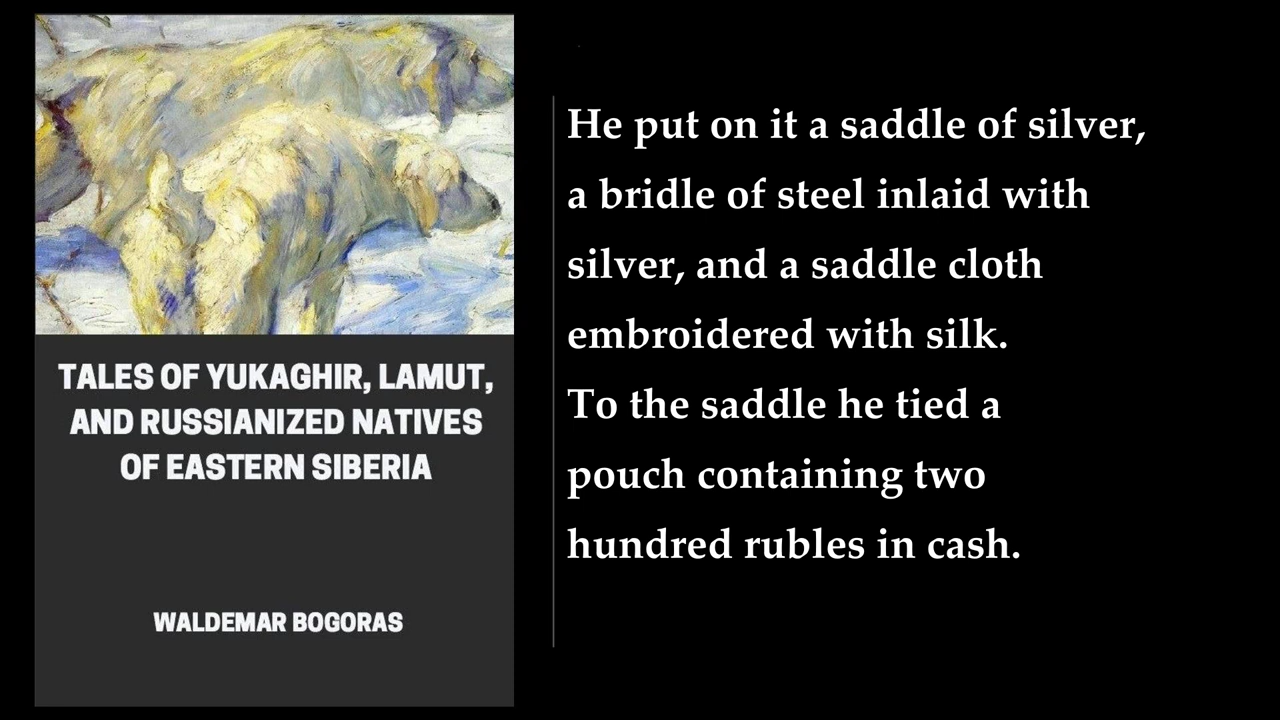 TALES OF YUKAGHIR, LAMUT,
AND RUSSIANIZED NATIVES
OF EASTERN SIBERIA
WALDEMAR BOGORAS
He put on it a saddle of silver,
a bridle of steel inlaid with
silver, and a saddle cloth
embroidered with silk.
To the saddle he tied a
pouch containing two
hundred rubles in cash.